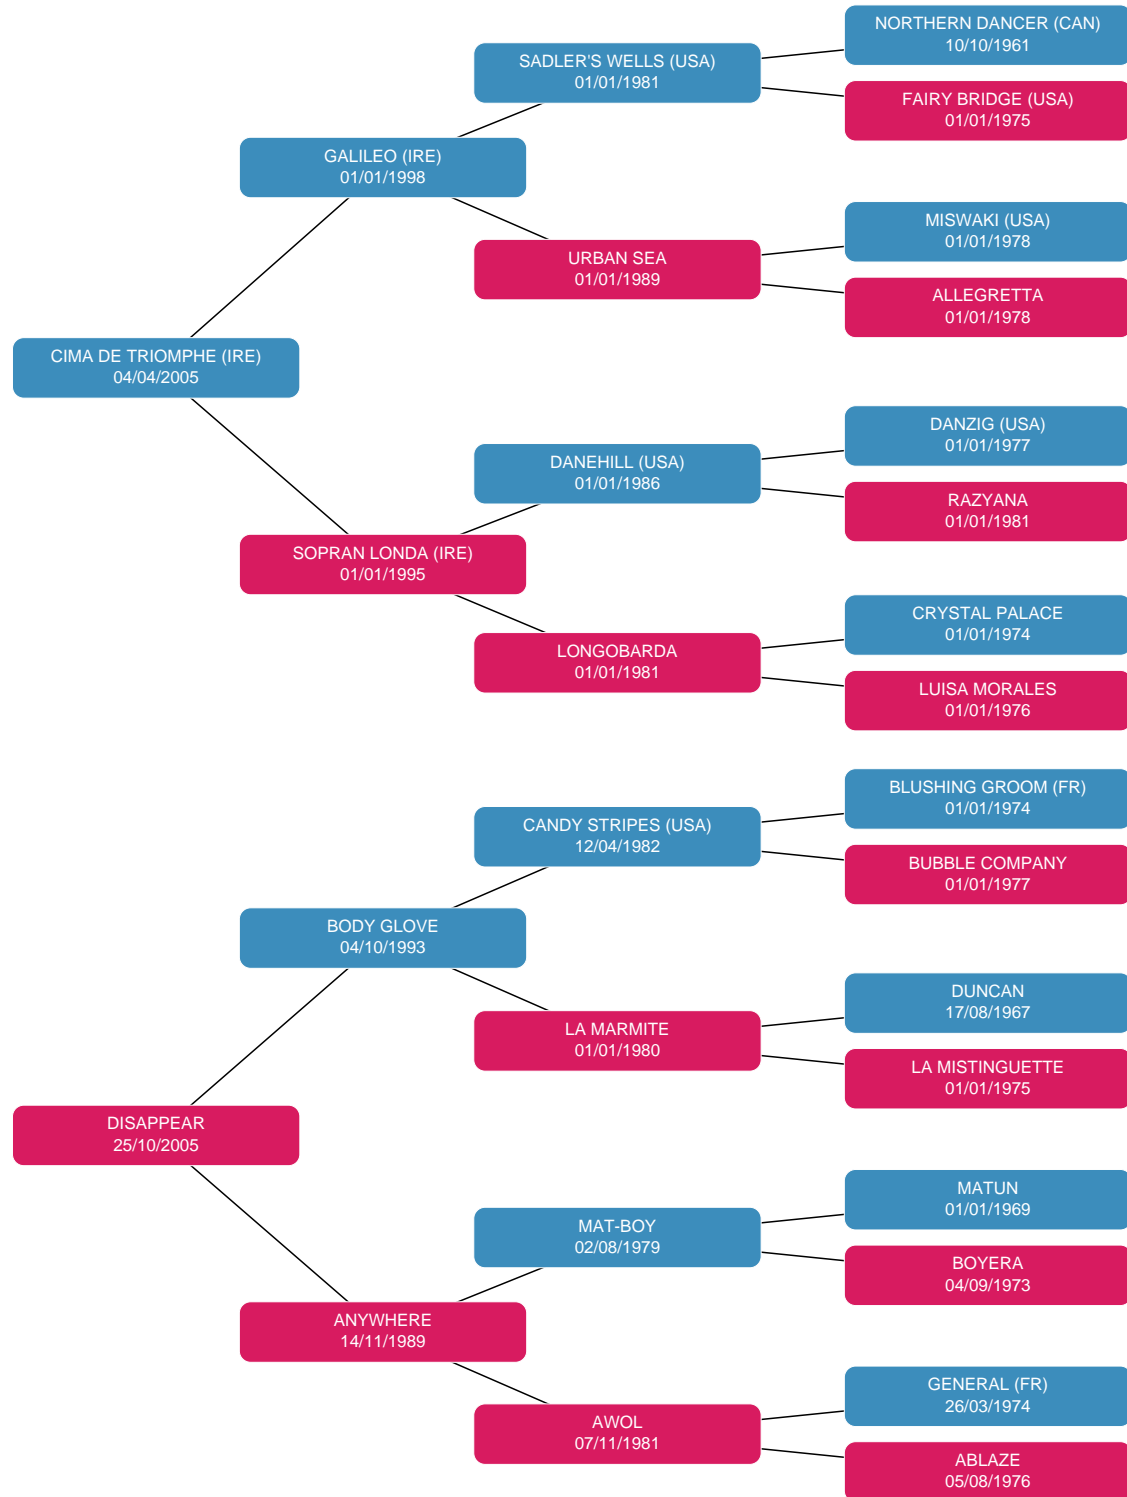 NORTHERN DANCER (CAN)
10/10/1961
SADLER'S WELLS (USA)
01/01/1981
FAIRY BRIDGE (USA)
01/01/1975
GALILEO (IRE)
01/01/1998
MISWAKI (USA)
01/01/1978
URBAN SEA
01/01/1989
ALLEGRETTA
01/01/1978
CIMA DE TRIOMPHE (IRE)
04/04/2005
DANZIG (USA)
01/01/1977
DANEHILL (USA)
01/01/1986
RAZYANA
01/01/1981
SOPRAN LONDA (IRE)
01/01/1995
CRYSTAL PALACE
01/01/1974
LONGOBARDA
01/01/1981
LUISA MORALES
01/01/1976
BLUSHING GROOM (FR)
01/01/1974
CANDY STRIPES (USA)
12/04/1982
BUBBLE COMPANY
01/01/1977
BODY GLOVE
04/10/1993
DUNCAN
17/08/1967
LA MARMITE
01/01/1980
LA MISTINGUETTE
01/01/1975
DISAPPEAR
25/10/2005
MATUN
01/01/1969
MAT-BOY
02/08/1979
BOYERA
04/09/1973
ANYWHERE
14/11/1989
GENERAL (FR)
26/03/1974
AWOL
07/11/1981
ABLAZE
05/08/1976